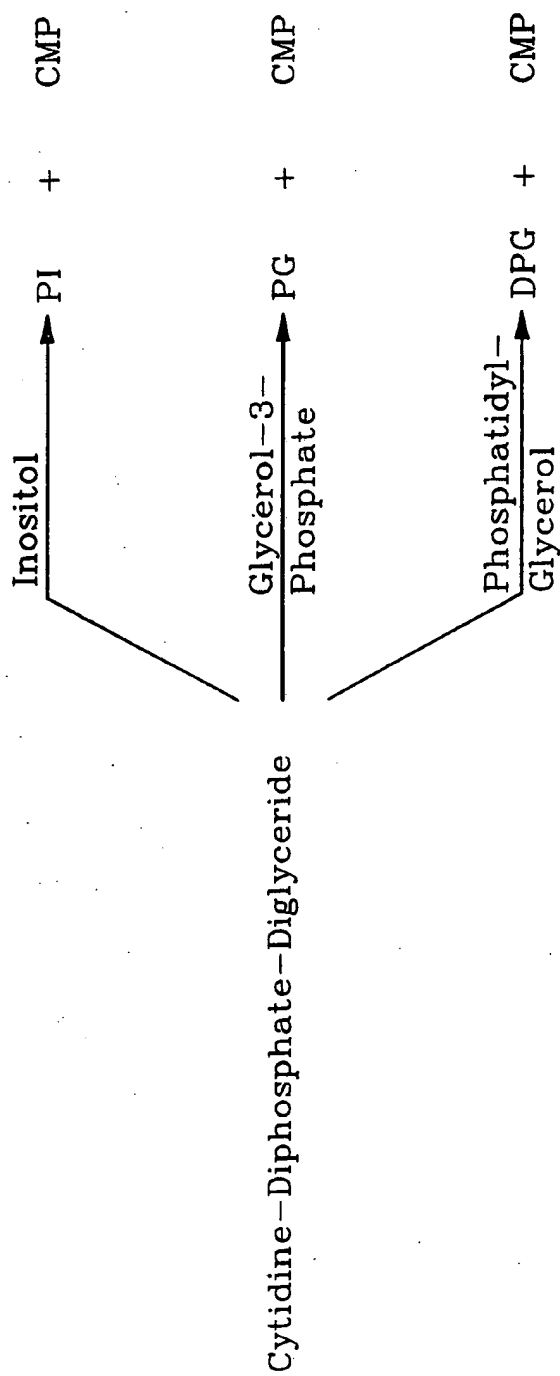 Inositol
PI + CMP
Cytidine-Diphosphate-Diglyceride
Glycerol-3-
Phosphate
PG + CMP
Phosphatidyl-
Glycerol
DPG + CMP